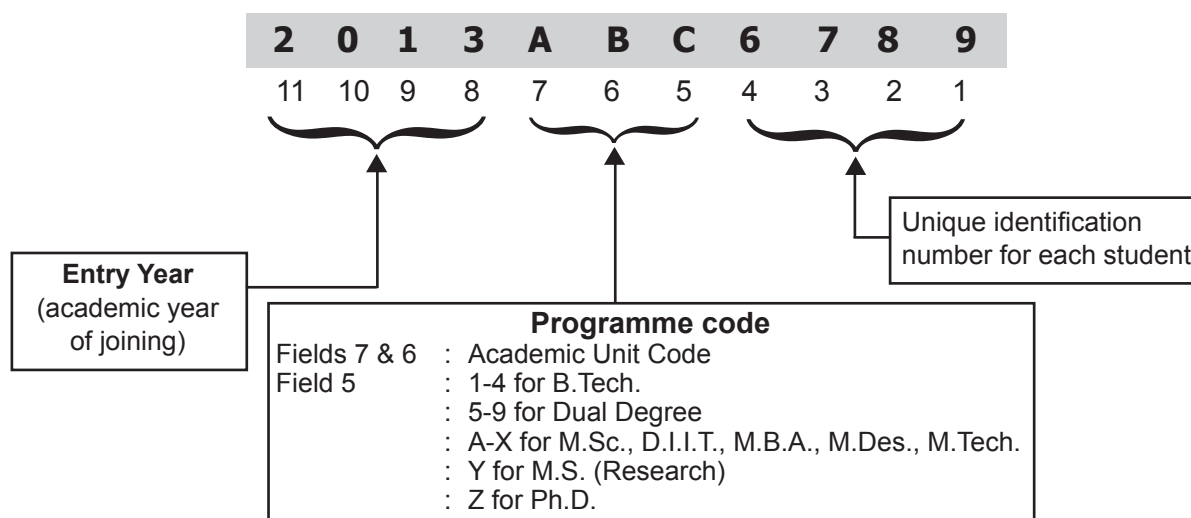 2 0 1 3 A B C 6 7 8 9
11 10 9 8 7 6 5 4 3 2 1
Unique identification
number for each student
Entry Year
(academic year
of joining)
Programme code
Fields 7 & 6 : Academic Unit Code
Field 5 : 1-4 for B.Tech.
: 5-9 for Dual Degree
: A-X for M.Sc., D.I.I.T., M.B.A., M.Des., M.Tech.
: Y for M.S. (Research)
: Z for Ph.D.